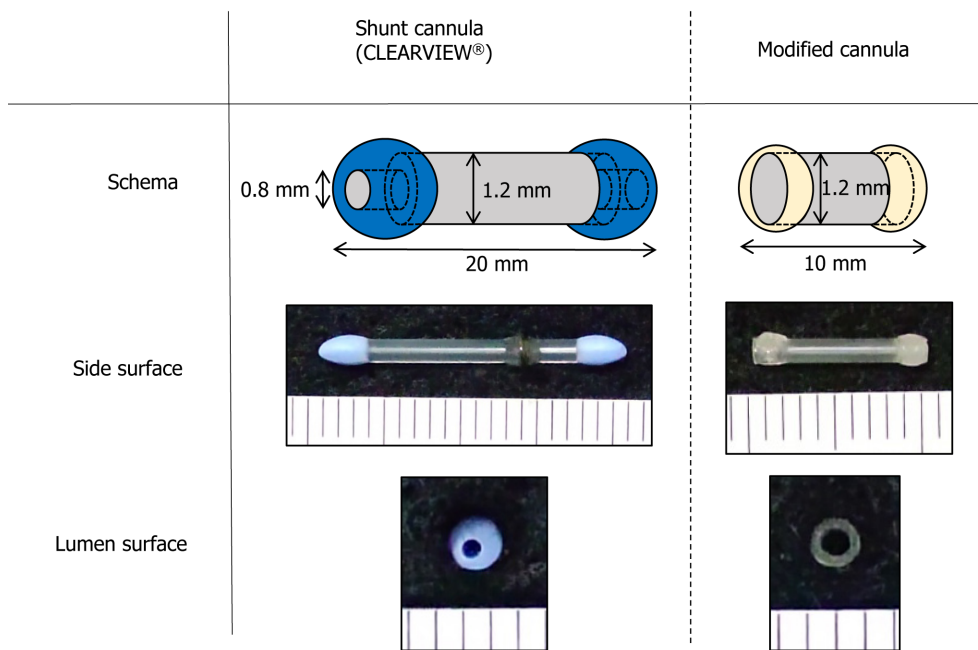 Shunt cannula
(CLEARVIEW®)
Modified cannula
Schema
0.8 mm
1.2 mm
20 mm
1.2 mm
10 mm
Side surface
Lumen surface